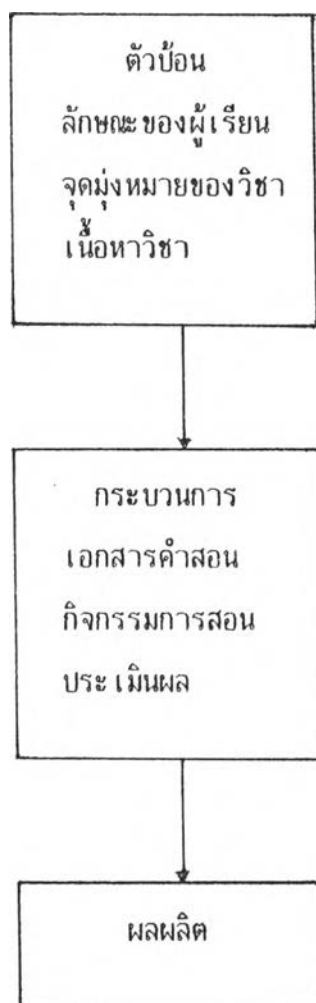 ตัวป้อน
ลักษณะของผู้เรียน
จุดมุ่งหมายของวิชา
เนื้อหาวิชา
กระบวนการ
เอกสารคำสอน
กิจกรรมการสอน
ประเมินผล
ผลผลิต